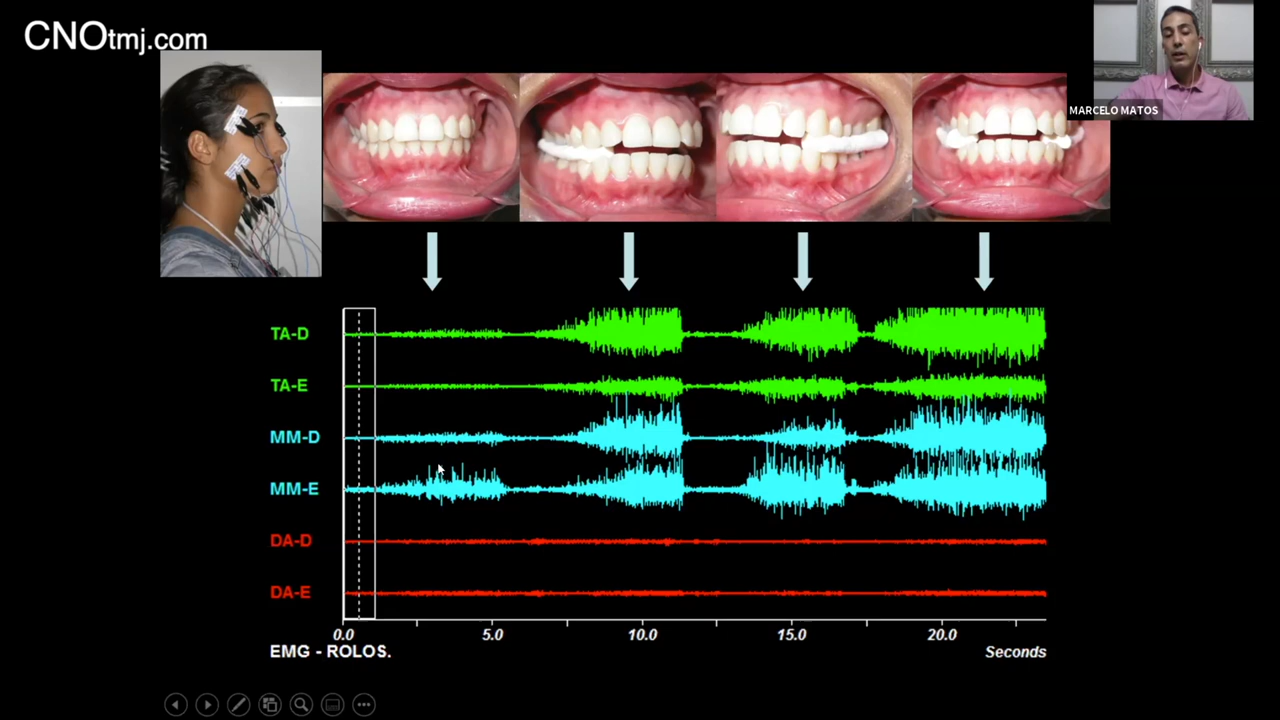 CNOtmj.com
MARCELO MATOS
TA-D
TA-E
MM-D
MM-E
DA-D
DA-E
0.0 5.0 10.0 15.0 20.0
EMG - ROLOS. Seconds